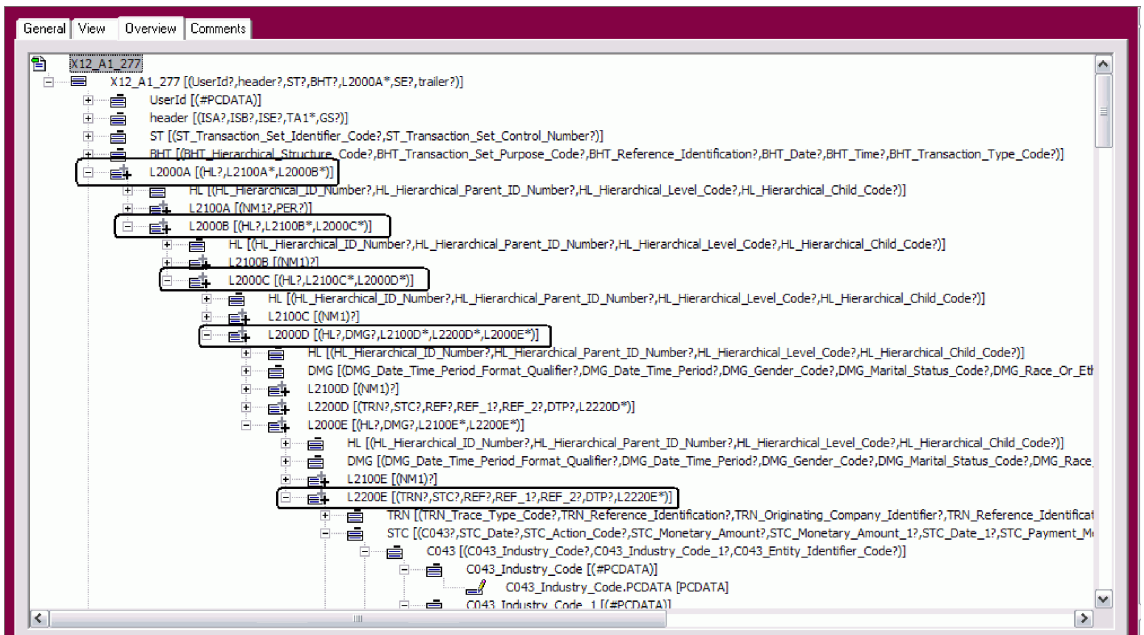 General View Overview Comments
X12_A1_277
X12_A1_277 [(UserId?,header?,ST?,BHT?,L2000A*,SE?,trailer?)]
UserId [(#PCDATA)]
header [(ISA?,ISB?,ISE?,TA1*,GS?)]
ST [(ST_Transaction_Set_Identifier_Code?,ST_Transaction_Set_Control_Number?)]
BHT [(BHT_Hierarchical_Structure_Code?,BHT_Transaction_Set_Purpose_Code?,BHT_Reference_Identification?,BHT_Date?,BHT_Time?,BHT_Transaction_Type_Code?)]
L2000A [(HL?,L2100A*,L2000B*)]
HL [(HL_Hierarchical_ID_Number?,HL_Hierarchical_Parent_ID_Number?,HL_Hierarchical_Level_Code?,HL_Hierarchical_Child_Code?)]
L2100A [(NM1?,PER?)]
L2000B [(HL?,L2100B*,L2000C*)]
HL [(HL_Hierarchical_ID_Number?,HL_Hierarchical_Parent_ID_Number?,HL_Hierarchical_Level_Code?,HL_Hierarchical_Child_Code?)]
L2100B [(NM1)?]
L2000C [(HL?,L2100C*,L2000D*)]
HL [(HL_Hierarchical_ID_Number?,HL_Hierarchical_Parent_ID_Number?,HL_Hierarchical_Level_Code?,HL_Hierarchical_Child_Code?)]
L2100C [(NM1)?]
L2000D [(HL?,DMG?,L2100D*,L2200D*,L2000E*)]
HL [(HL_Hierarchical_ID_Number?,HL_Hierarchical_Parent_ID_Number?,HL_Hierarchical_Level_Code?,HL_Hierarchical_Child_Code?)]
DMG [(DMG_Date_Time_Period_Format_Qualifier?,DMG_Date_Time_Period?,DMG_Gender_Code?,DMG_Marital_Status_Code?,DMG_Race_Or_Eth
L2100D [(NM1)?]
L2200D [(TRN?,STC?,REF?,REF_1?,REF_2?,DTP?,L2220D*)]
L2000E [(HL?,DMG?,L2100E*,L2200E*)]
HL [(HL_Hierarchical_ID_Number?,HL_Hierarchical_Parent_ID_Number?,HL_Hierarchical_Level_Code?,HL_Hierarchical_Child_Code?)]
DMG [(DMG_Date_Time_Period_Format_Qualifier?,DMG_Date_Time_Period?,DMG_Gender_Code?,DMG_Marital_Status_Code?,DMG_Race_
L2100E [(NM1)?]
L2200E [(TRN?,STC?,REF?,REF_1?,REF_2?,DTP?,L2220E*)]
TRN [(TRN_Trace_Type_Code?,TRN_Reference_Identification?,TRN_Originating_Company_Identifier?,TRN_Reference_Identificat
STC [(C043?,STC_Date?,STC_Action_Code?,STC_Monetary_Amount?,STC_Monetary_Amount_1?,STC_Date_1?,STC_Payment_M
C043 [(C043_Industry_Code?,C043_Industry_Code_1?,C043_Entity_Identifier_Code?)]
C043_Industry_Code [(#PCDATA)]
C043_Industry_Code.PCDATA [PCDATA]
C043_Industry_Code_1 [(#PCDATA)]